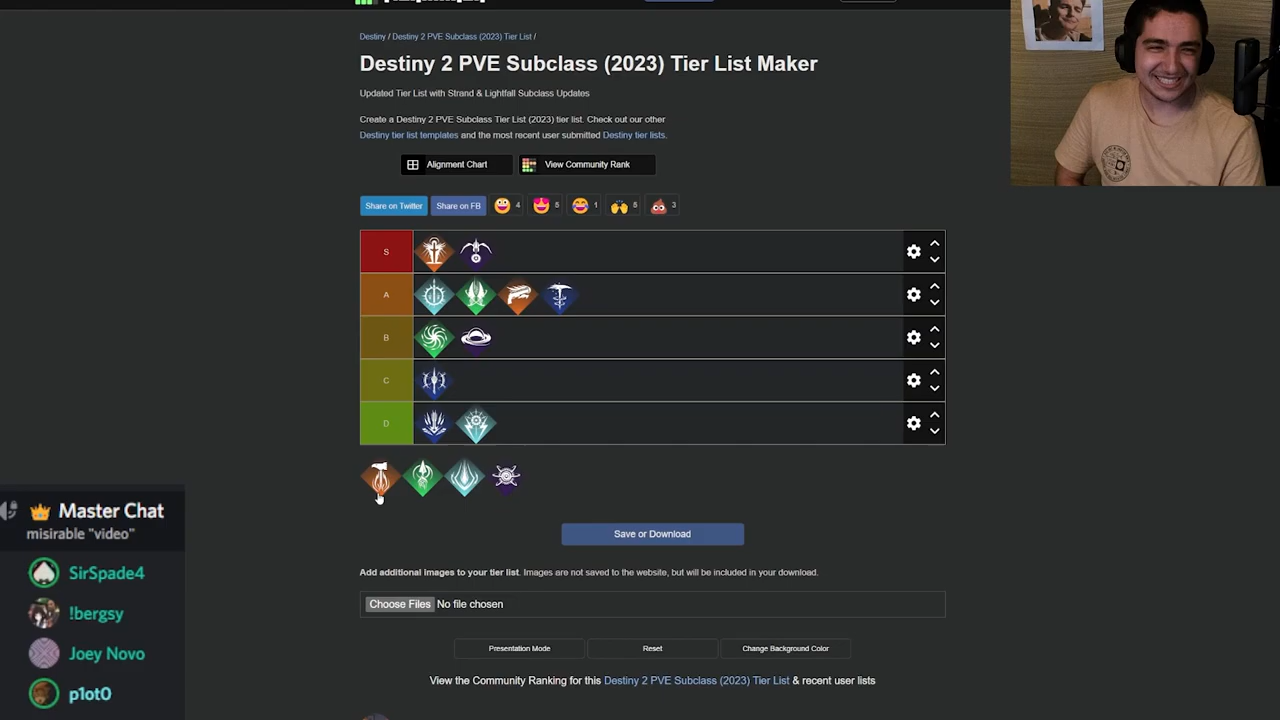 Destiny / Destiny 2 PVE Subclass (2023) Tier List /
Destiny 2 PVE Subclass (2023) Tier List Maker
Updated Tier List with Strand & Lightfall Subclass Updates
Create a Destiny 2 PVE Subclass Tier List (2023) tier list. Check out our other
Destiny tier list templates and the most recent user submitted Destiny tier lists.
Alignment Chart
View Community Rank
Share on Twitter
Share on FB
4
5
1
5
3
S
A
B
C
D
Save or Download
Add additional images to your tier list. Images are not saved to the website, but will be included in your download.
Choose Files No file chosen
Presentation Mode
Reset
Change Background Color
View the Community Ranking for this Destiny 2 PVE Subclass (2023) Tier List & recent user lists
Master Chat
misirable "video"
SirSpade4
!bergsy
Joey Novo
p1ot0